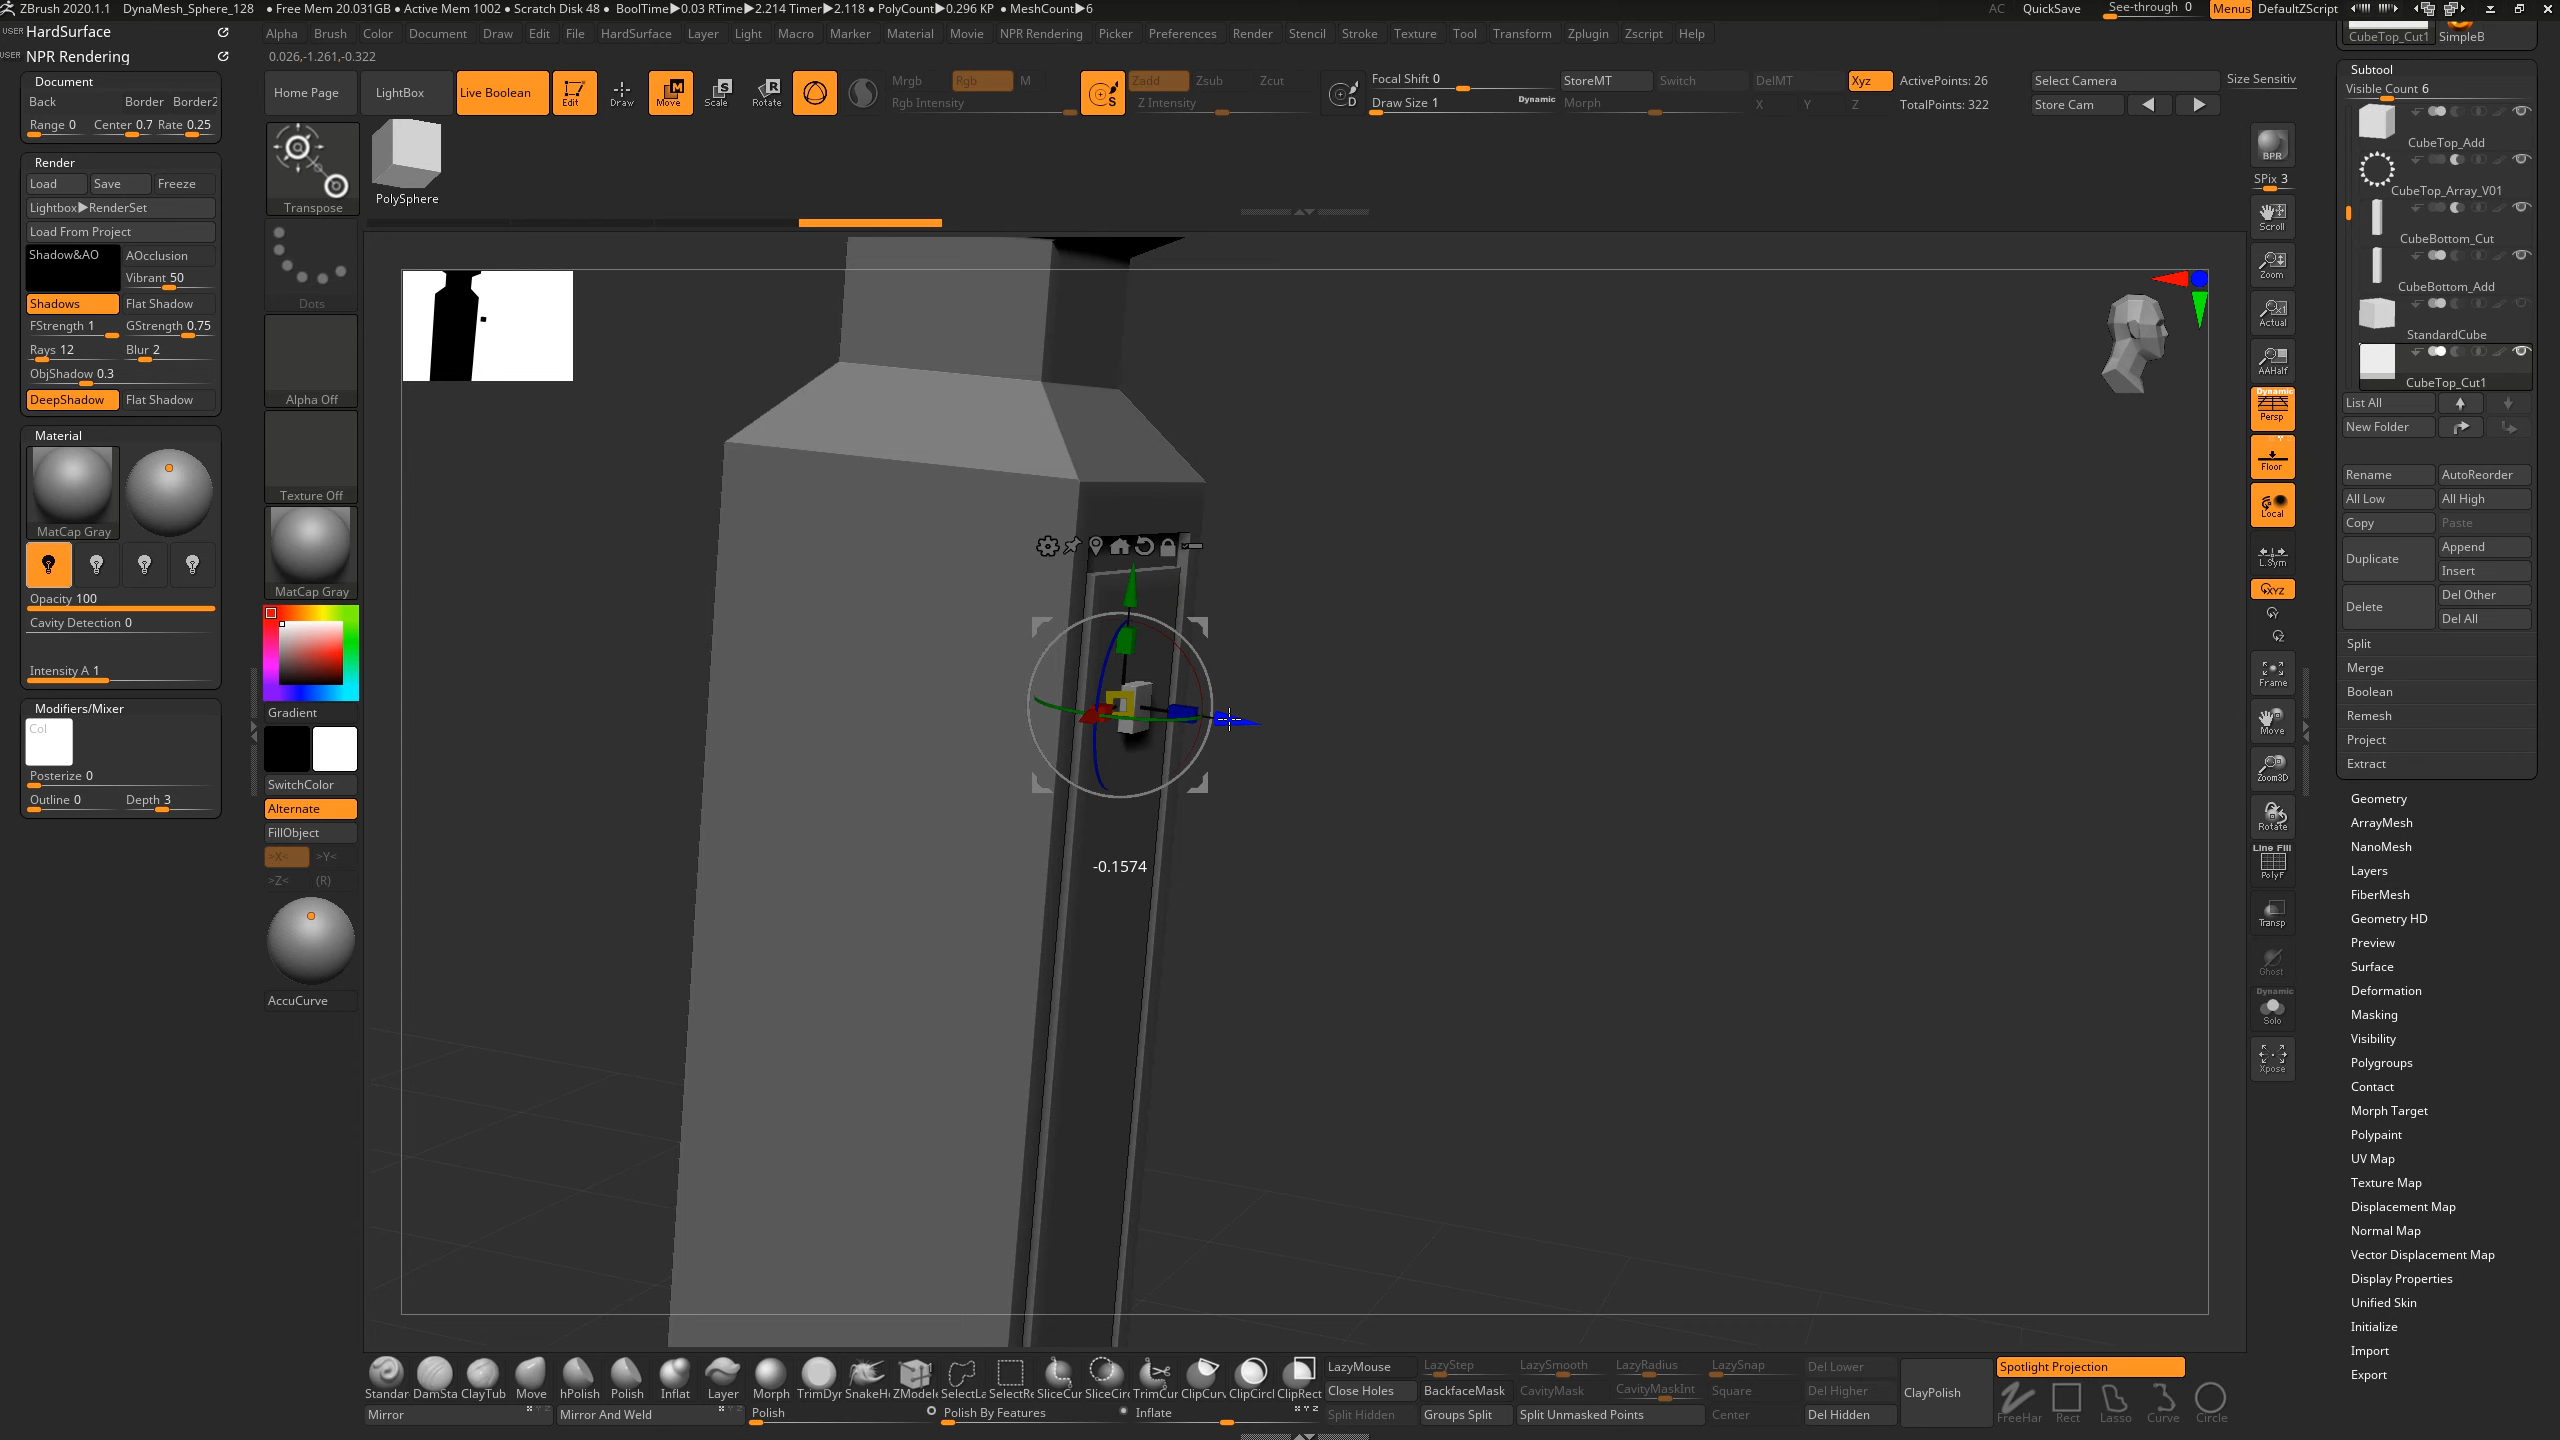 ZBrush 2020.1.1 DynaMesh_Sphere_128 • Free Mem 20.031GB • Active Mem 1002 • Scratch Disk 48 • BoolTime▶0.03 RTime▶2.214 Timer▶2.118 • PolyCount▶0.296 KP • MeshCount▶6
AC QuickSave See-through 0 Menus DefaultZScript
USER HardSurface
Alpha Brush Color Document Draw Edit File HardSurface Layer Light Macro Marker Material Movie NPR Rendering Picker Preferences Render Stencil Stroke Texture Tool Transform Zplugin Zscript Help
CubeTop_Cut1 SimpleB
USER NPR Rendering
0.026,-1.261,-0.322
Document
Back Border Border2
Range 0 Center 0.7 Rate 0.25
Home Page LightBox Live Boolean Edit Draw Move Scale Rotate
Mrgb Rgb M
Rgb Intensity
Zadd Zsub Zcut
Z Intensity
Focal Shift 0
Draw Size 1 Dynamic
StoreMT Switch DelMT Xyz
Morph X Y Z
ActivePoints: 26
TotalPoints: 322
Select Camera Size Sensitiv
Store Cam
Render
Load Save Freeze
Lightbox▶RenderSet
Load From Project
Shadow&AO AOcclusion
Vibrant 50
Shadows Flat Shadow
FStrength 1 GStrength 0.75
Rays 12 Blur 2
ObjShadow 0.3
DeepShadow Flat Shadow
Material
MatCap Gray
Opacity 100
Cavity Detection 0
Intensity A 1
Modifiers/Mixer
Col
Posterize 0
Outline 0 Depth 3
Transpose
PolySphere
Dots
Alpha Off
Texture Off
MatCap Gray
Gradient
SwitchColor
Alternate
FillObject
>X< >Y<
>Z< (R)
AccuCurve
-0.1574
BPR
SPix 3
Scroll
Zoom
Actual
AAHalf
Dynamic
Persp
Floor
Local
L.Sym
XYZ
Y
Z
Frame
Move
Zoom3D
Rotate
Line Fill
PolyF
Transp
Ghost
Dynamic
Solo
Xpose
Subtool
Visible Count 6
CubeTop_Add
CubeTop_Array_V01
CubeBottom_Cut
CubeBottom_Add
StandardCube
CubeTop_Cut1
List All
New Folder
Rename AutoReorder
All Low All High
Copy Paste
Duplicate Append
Insert
Delete Del Other
Del All
Split
Merge
Boolean
Remesh
Project
Extract
Geometry
ArrayMesh
NanoMesh
Layers
FiberMesh
Geometry HD
Preview
Surface
Deformation
Masking
Visibility
Polygroups
Contact
Morph Target
Polypaint
UV Map
Texture Map
Displacement Map
Normal Map
Vector Displacement Map
Display Properties
Unified Skin
Initialize
Import
Export
Standar DamSta ClayTub Move hPolish Polish Inflat Layer Morph TrimDyr SnakeH ZModele SelectLa SelectRe SliceCur SliceCirc TrimCur ClipCurv ClipCircl ClipRect
Mirror Mirror And Weld Polish Polish By Features Inflate
LazyMouse LazyStep LazySmooth LazyRadius LazySnap Del Lower
Close Holes BackfaceMask CavityMask CavityMaskInt Square Del Higher
Split Hidden Groups Split Split Unmasked Points Center Del Hidden
ClayPolish
Spotlight Projection
FreeHar Rect Lasso Curve Circle